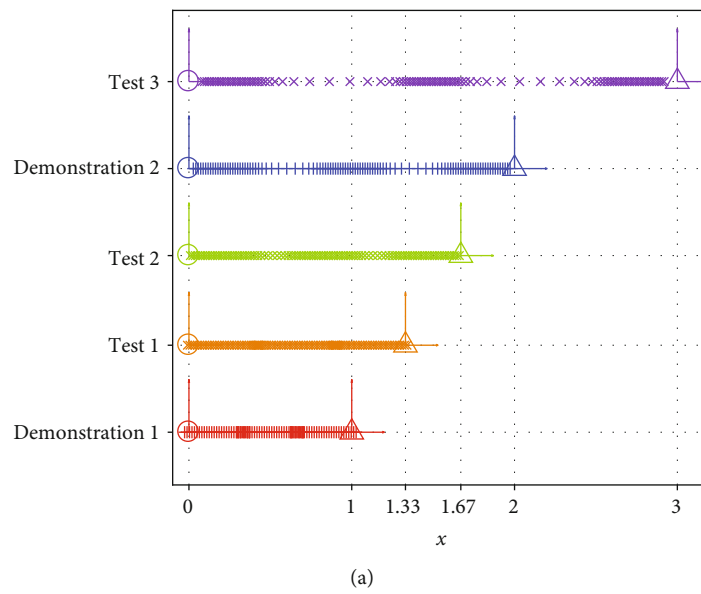 Test 3
Demonstration 2
Test 2
Test 1
Demonstration 1
0 1 1.33 1.67 2 3
x
(a)